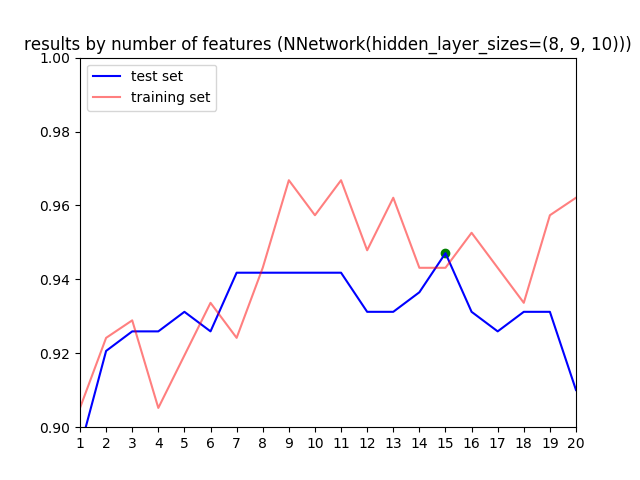 results by number of features (NNetwork(hidden_layer_sizes=(8, 9, 10)))
1.00
test set
training set
0.98
0.96
0.94
0.92
0.90
1 2 3 4 5 6 7 8 9 10 11 12 13 14 15 16 17 18 19 20